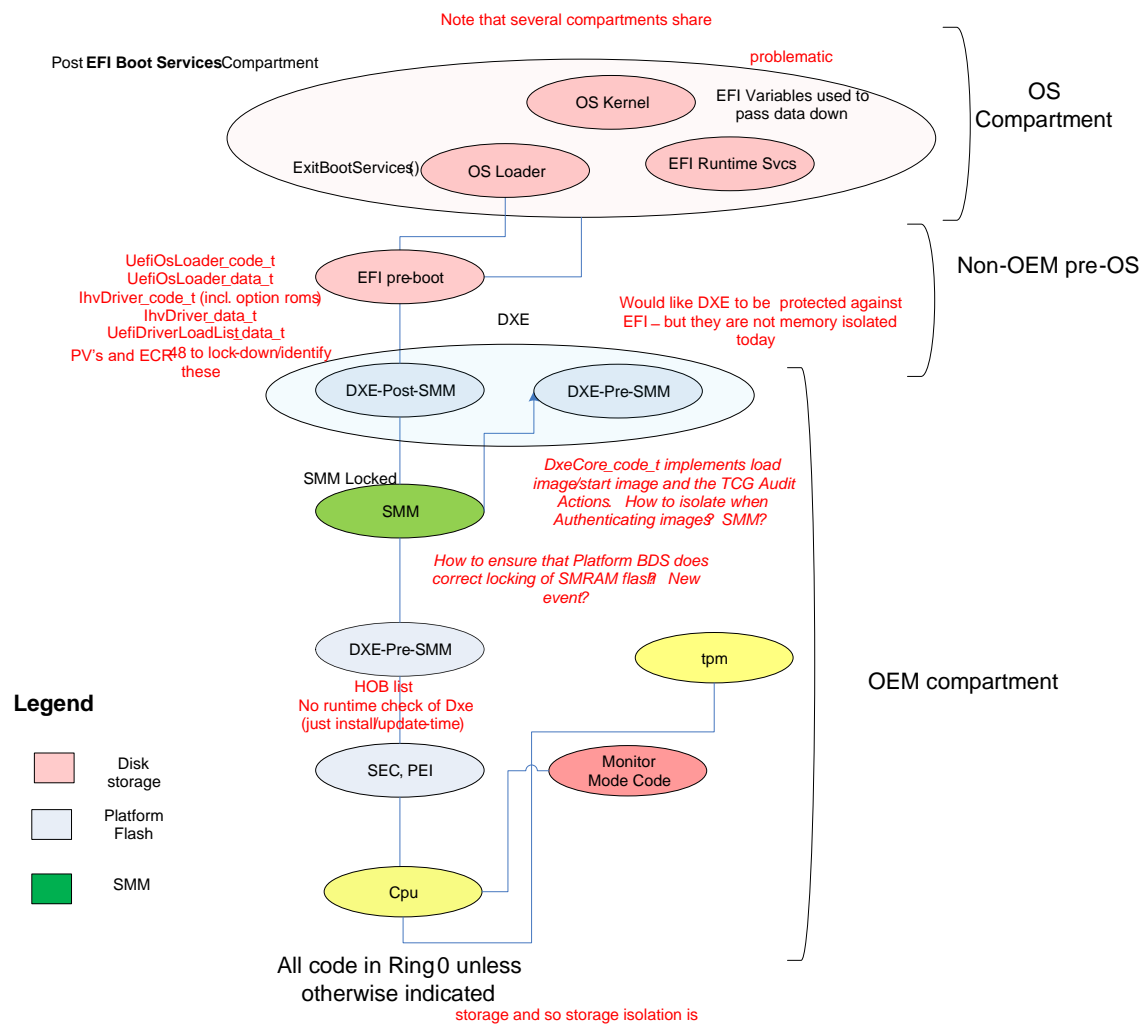 Note that several compartments share
problematic
Post EFI Boot Services Compartment
OS Kernel
EFI Variables used to
pass data down
OS
Compartment
ExitBootServices()
OS Loader
EFI Runtime Svcs
UefiOsLoader_code_t
UefiOsLoader_data_t
IhvDriver_code_t (incl. option roms)
IhvDriver_data_t
UefiDriverLoadList_data_t
PV's and ECR 48 to lock-down/identify
these
EFI pre-boot
Non-OEM pre-OS
DXE
Would like DXE to be protected against
EFI – but they are not memory isolated
today
DXE-Post-SMM
DXE-Pre-SMM
SMM Locked
SMM
DxeCore_code_t implements load
image/start image and the TCG Audit
Actions. How to isolate when
Authenticating images? SMM?
How to ensure that Platform BDS does
correct locking of SMRAM flash? New
event?
DXE-Pre-SMM
tpm
OEM compartment
HOB list
No runtime check of Dxe
(just install/update-time)
Legend
Disk
storage
Platform
Flash
SMM
SEC, PEI
Monitor
Mode Code
Cpu
All code in Ring 0 unless
otherwise indicated
storage and so storage isolation is